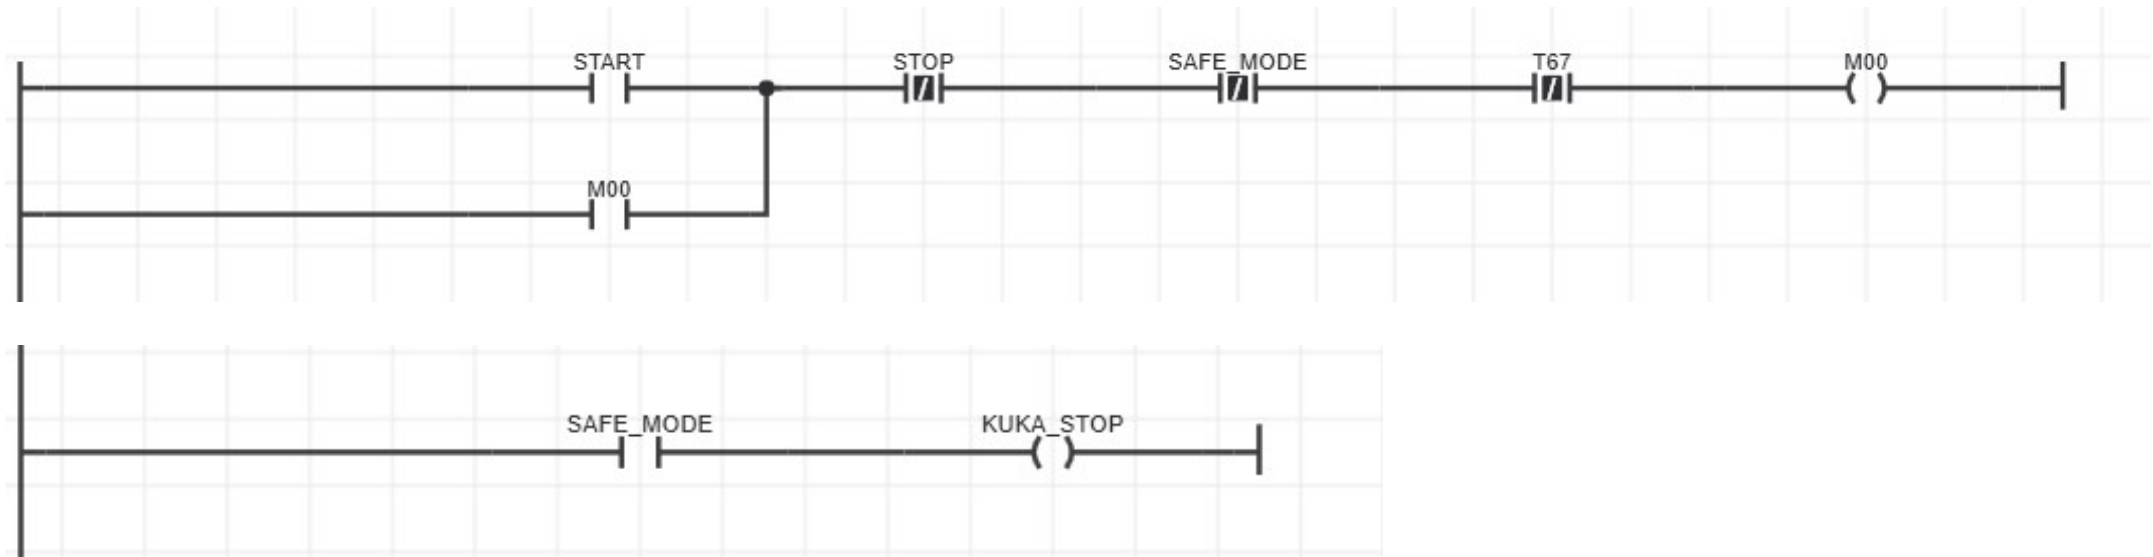 START STOP SAFE_MODE T67 M00
M00
SAFE_MODE KUKA_STOP